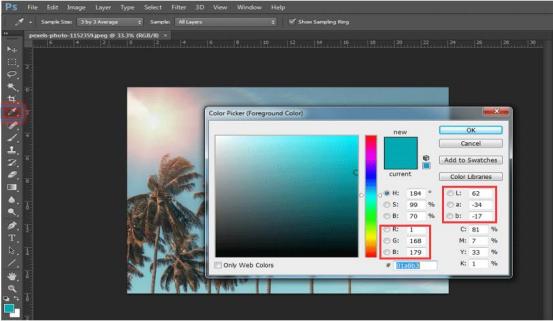 Ps File Edit Image Layer Type Select Filter 3D View Window Help
Sample Size: 3 by 3 Average Sample: All Layers Show Sampling Ring
pexels-photo-1152359.jpeg @ 33.3% (RGB/8) ×
Color Picker (Foreground Color)
new
current
OK
Cancel
Add to Swatches
Color Libraries
H: 184 °
S: 99 %
B: 70 %
R: 1
G: 168
B: 179
L: 62
a: -34
b: -17
C: 81 %
M: 7 %
Y: 33 %
K: 1 %
# 01a8b3
Only Web Colors